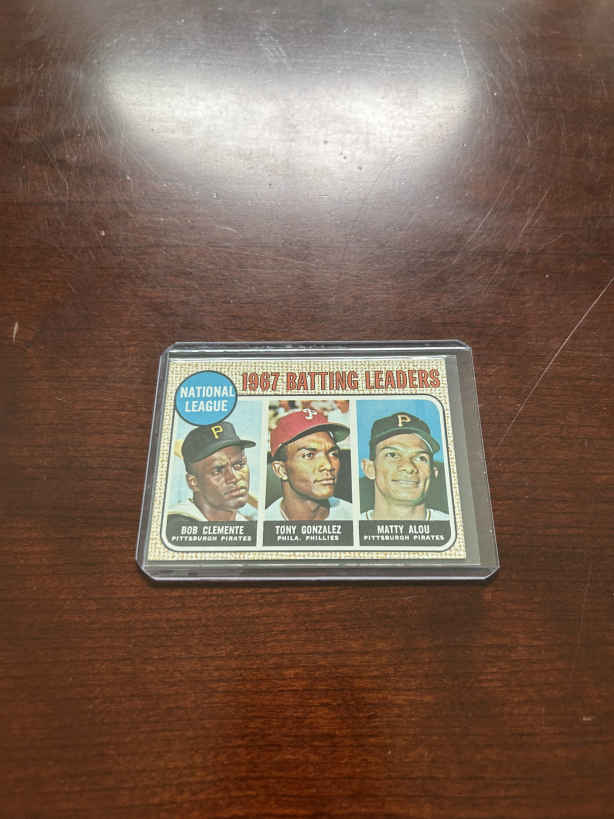 1967 BATTING LEADERS
NATIONAL
LEAGUE
P
P
P
BOB CLEMENTE
PITTSBURGH PIRATES
TONY GONZALEZ
PHILA. PHILLIES
MATTY ALOU
PITTSBURGH PIRATES